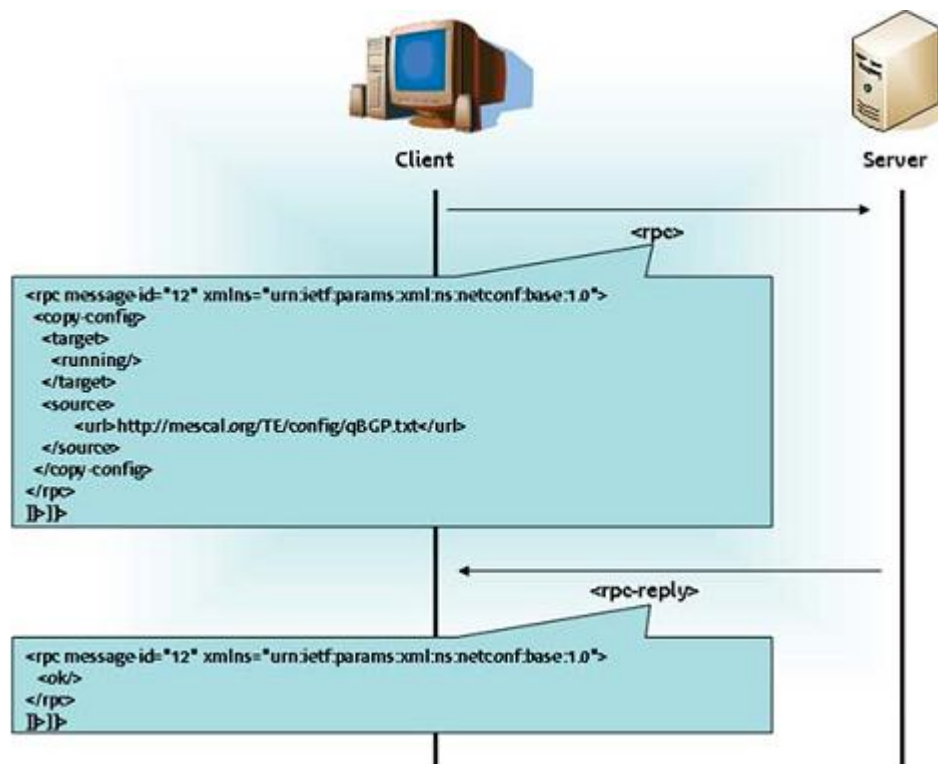 Client
Server
<rpc>
<rpc message-id="12" xmlns="urn:ietf:params:xml:ns:netconf:base:1.0">
<copy-config>
<target>
<running/>
</target>
<source>
<url>http://mescal.org/TE/config/qBGP.txt</url>
</source>
</copy-config>
</rpc>
]]>]]>
<rpc-reply>
<rpc message-id="12" xmlns="urn:ietf:params:xml:ns:netconf:base:1.0">
<ok/>
</rpc>
]]>]]>